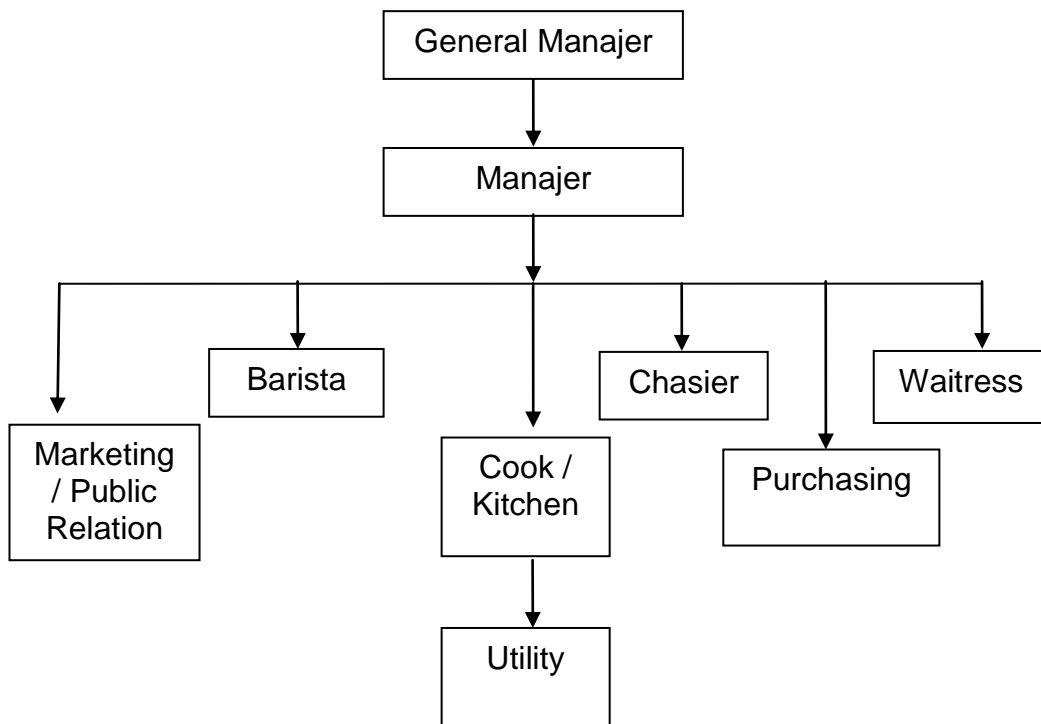 General Manajer
Manajer
Barista
Chasier
Waitress
Marketing
/ Public
Relation
Cook /
Kitchen
Purchasing
Utility